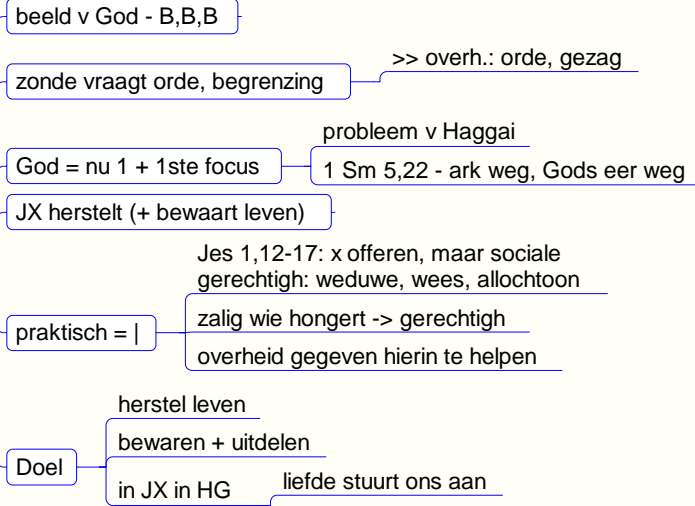 beeld v God - B,B,B
zonde vraagt orde, begrenzing
>> overh.: orde, gezag
God = nu 1 + 1ste focus
probleem v Haggai
1 Sm 5,22 - ark weg, Gods eer weg
JX herstelt (+ bewaart leven)
praktisch = |
Jes 1,12-17: x offeren, maar sociale
gerechtigh: weduwe, wees, allochtoon
zalig wie hongert -> gerechtigh
overheid gegeven hierin te helpen
Doel
herstel leven
bewaren + uitdelen
in JX in HG
liefde stuurt ons aan